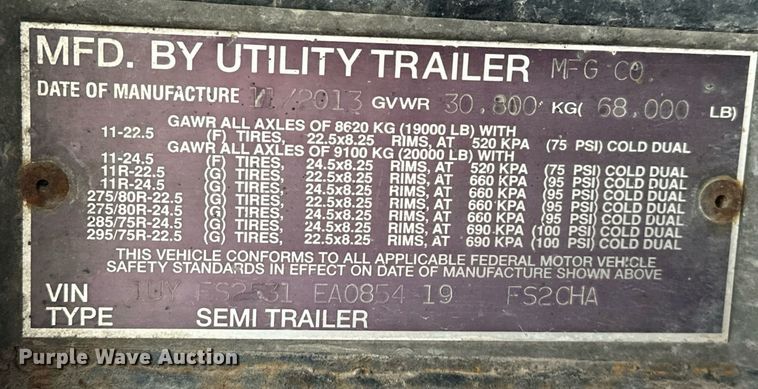 MFD. BY UTILITY TRAILER MFG CO.
DATE OF MANUFACTURE 11/2013 GVWR 30,800 KG( 68,000 LB)
GAWR ALL AXLES OF 8620 KG (19000 LB) WITH
11-22.5 (F) TIRES, 22.5x8.25 RIMS, AT 520 KPA (75 PSI) COLD DUAL
GAWR ALL AXLES OF 9100 KG (20000 LB) WITH
11-24.5 (F) TIRES, 24.5x8.25 RIMS, AT 520 KPA (75 PSI) COLD DUAL
11R-22.5 (G) TIRES, 22.5x8.25 RIMS, AT 660 KPA (95 PSI) COLD DUAL
11R-24.5 (G) TIRES, 24.5x8.25 RIMS, AT 660 KPA (95 PSI) COLD DUAL
275/80R-22.5 (G) TIRES, 22.5x8.25 RIMS, AT 660 KPA (95 PSI) COLD DUAL
275/80R-24.5 (G) TIRES, 24.5x8.25 RIMS, AT 660 KPA (95 PSI) COLD DUAL
285/75R-24.5 (G) TIRES, 24.5x8.25 RIMS, AT 690 KPA (100 PSI) COLD DUAL
295/75R-22.5 (G) TIRES, 22.5x8.25 RIMS, AT 690 KPA (100 PSI) COLD DUAL
THIS VEHICLE CONFORMS TO ALL APPLICABLE FEDERAL MOTOR VEHICLE
SAFETY STANDARDS IN EFFECT ON DATE OF MANUFACTURE SHOWN ABOVE
VIN 1UY FS2531 EA0854 19 FS2CHA
TYPE SEMI TRAILER
Purple Wave Auction